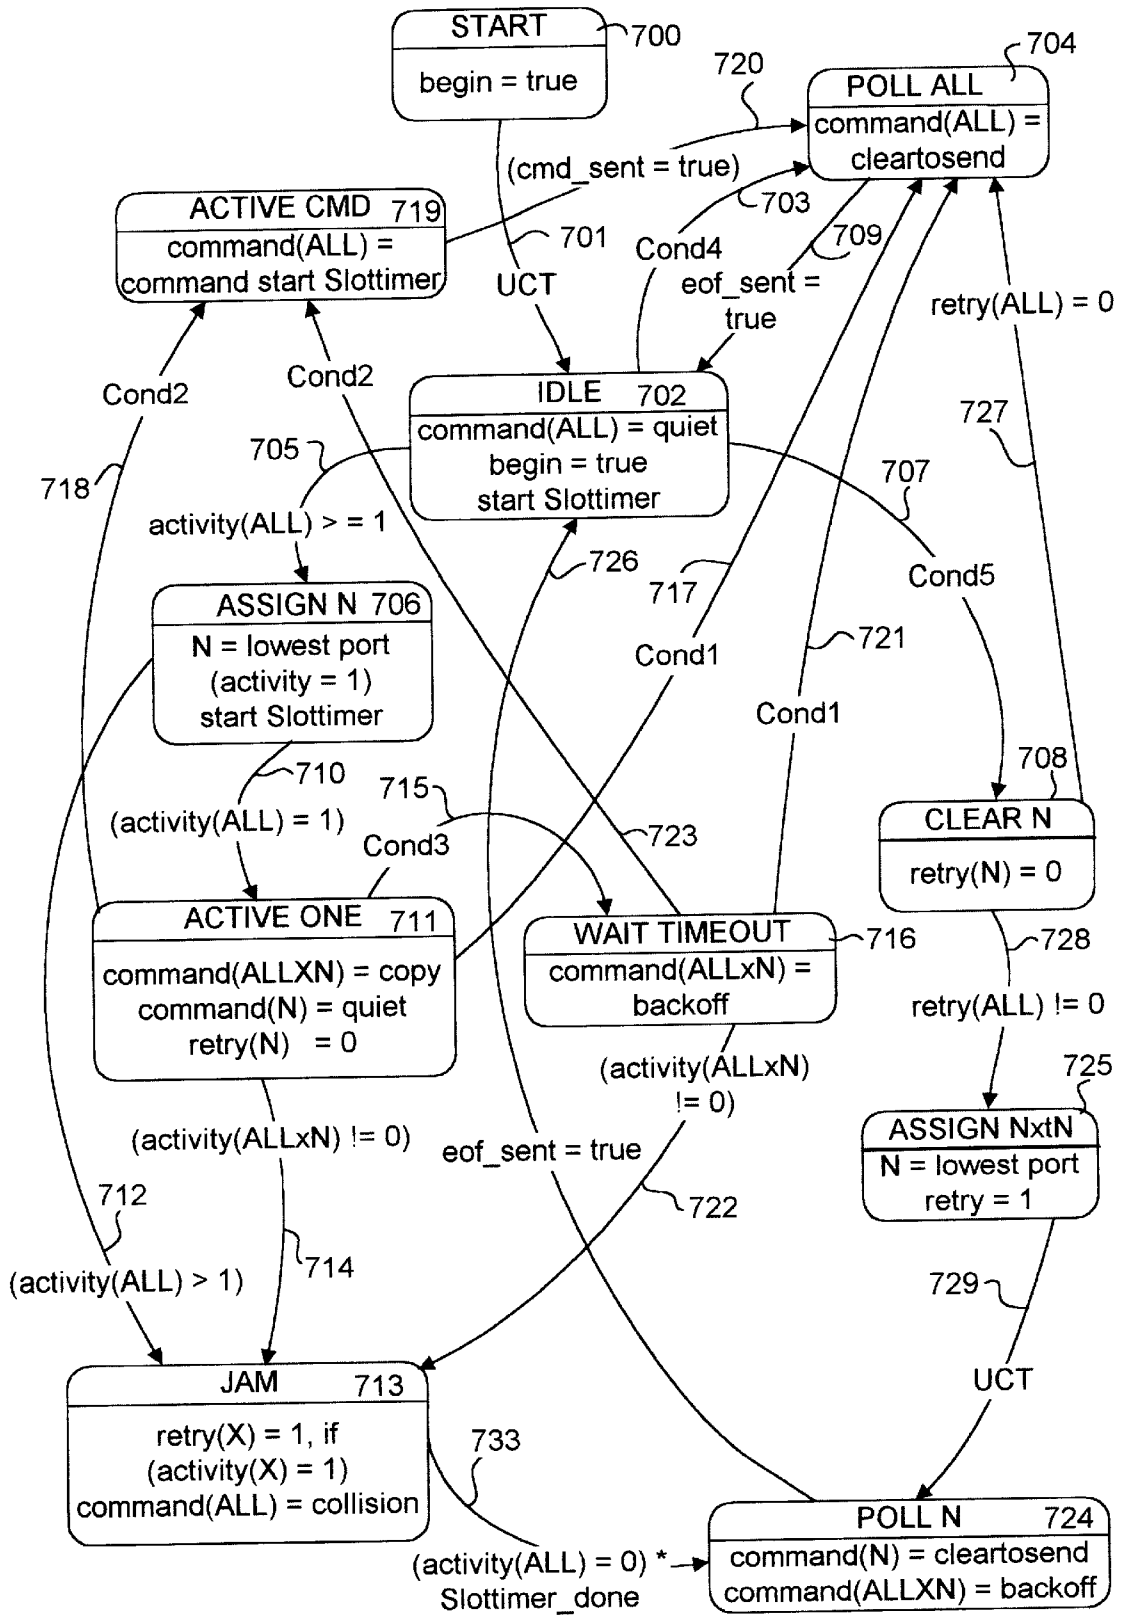 START
700
begin = true
704
POLL ALL
command(ALL) =
cleartosend
720
(cmd_sent = true)
703
ACTIVE CMD 719
command(ALL) =
command start Slottimer
701
UCT
Cond4
709
eof_sent =
true
retry(ALL) = 0
Cond2
Cond2
IDLE 702
command(ALL) = quiet
begin = true
start Slottimer
705
718
707
727
activity(ALL) > = 1
726
717
Cond5
ASSIGN N 706
N = lowest port
(activity = 1)
start Slottimer
Cond1
721
Cond1
710
715
708
(activity(ALL) = 1)
Cond3
723
CLEAR N
retry(N) = 0
ACTIVE ONE 711
command(ALLXN) = copy
command(N) = quiet
retry(N) = 0
WAIT TIMEOUT
716
command(ALLxN) =
backoff
728
retry(ALL) != 0
(activity(ALLxN)
!= 0)
725
ASSIGN NxtN
N = lowest port
retry = 1
(activity(ALLxN) != 0)
eof_sent = true
712
722
714
(activity(ALL) > 1)
729
UCT
JAM 713
retry(X) = 1, if
(activity(X) = 1)
command(ALL) = collision
733
(activity(ALL) = 0) *
Slottimer_done
POLL N 724
command(N) = cleartosend
command(ALLXN) = backoff